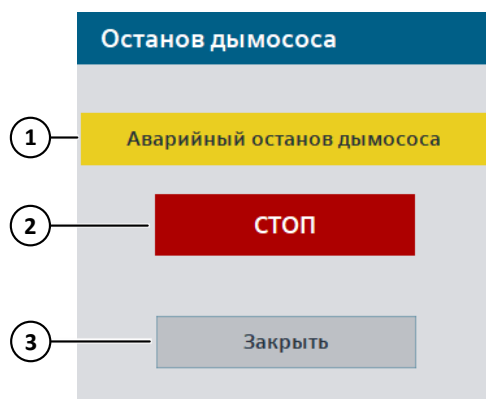 Останов дымососа
1
Аварийный останов дымососа
2
СТОП
3
Закрыть